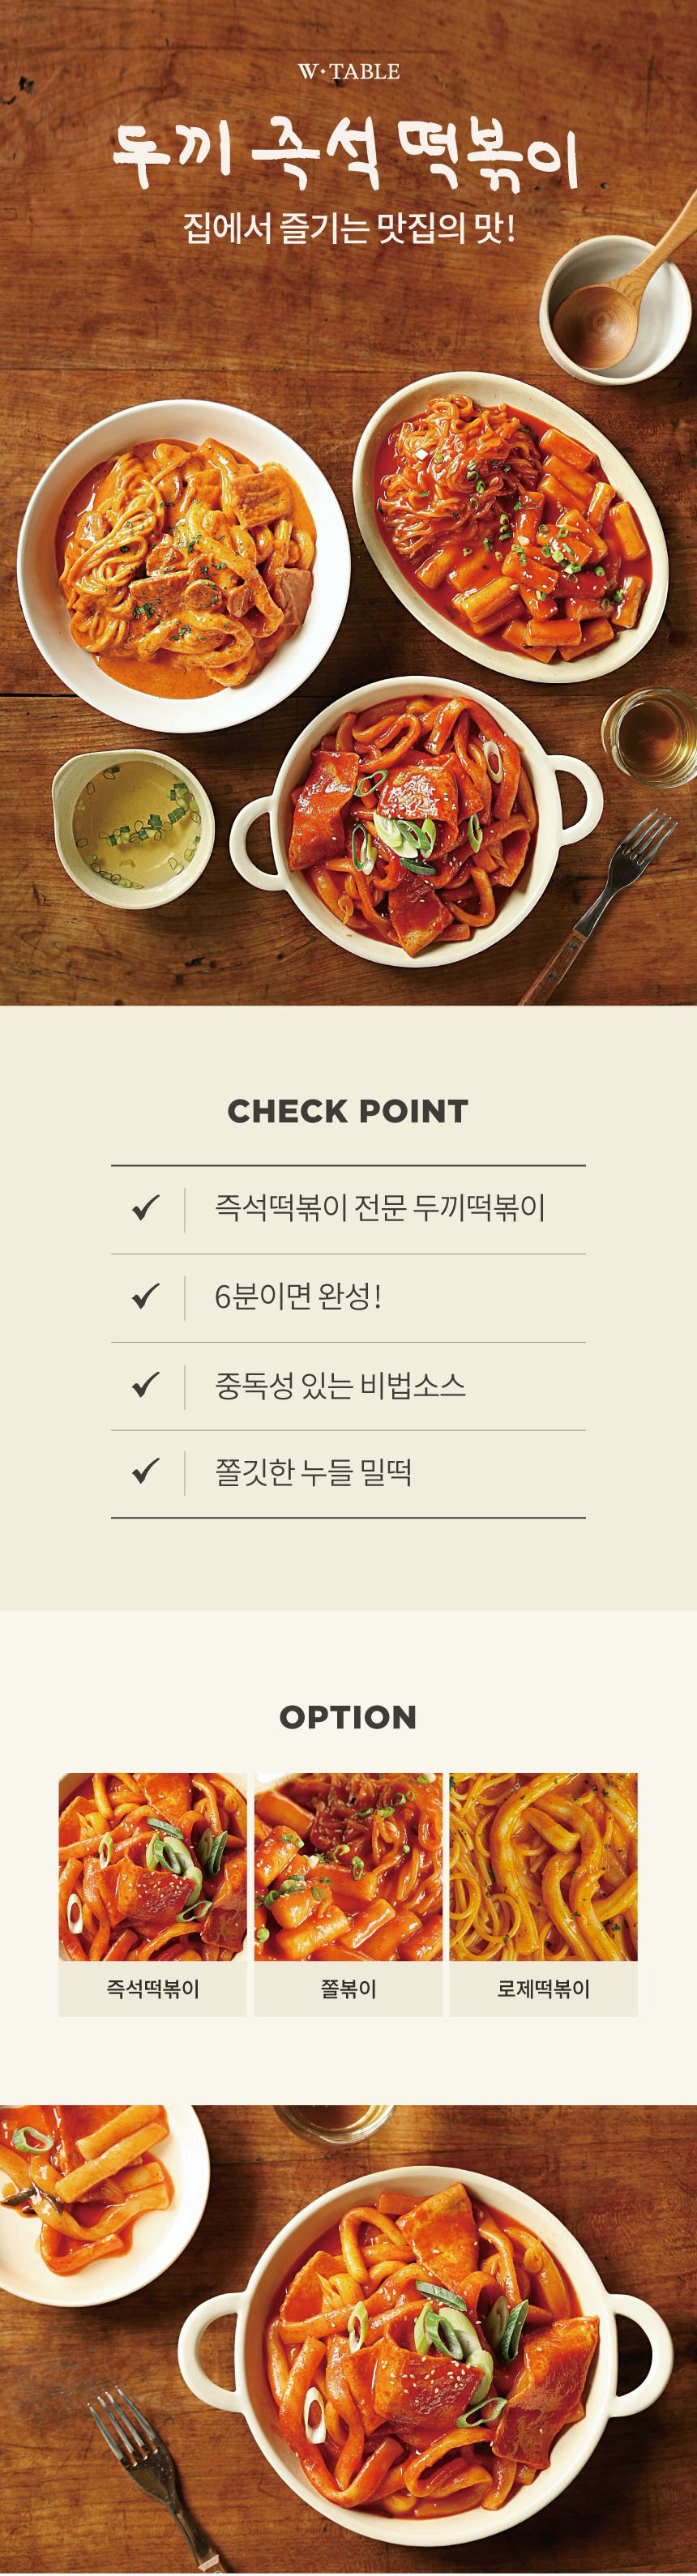 W·TABLE
두끼 즉석 떡볶이
집에서 즐기는 맛집의 맛!
CHECK POINT
즉석떡볶이 전문 두끼떡볶이
6분이면 완성!
중독성 있는 비법소스
쫄깃한 누들 밀떡
OPTION
즉석떡볶이
쫄볶이
로제떡볶이